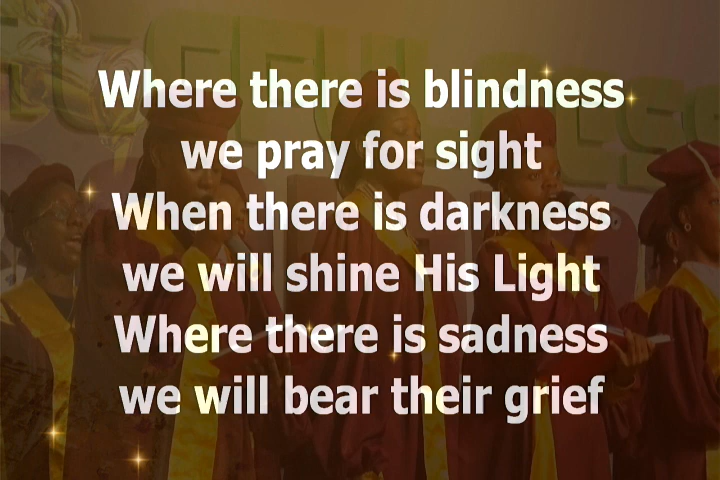 Where there is blindness
we pray for sight
When there is darkness
we will shine His Light
Where there is sadness
we will bear their grief